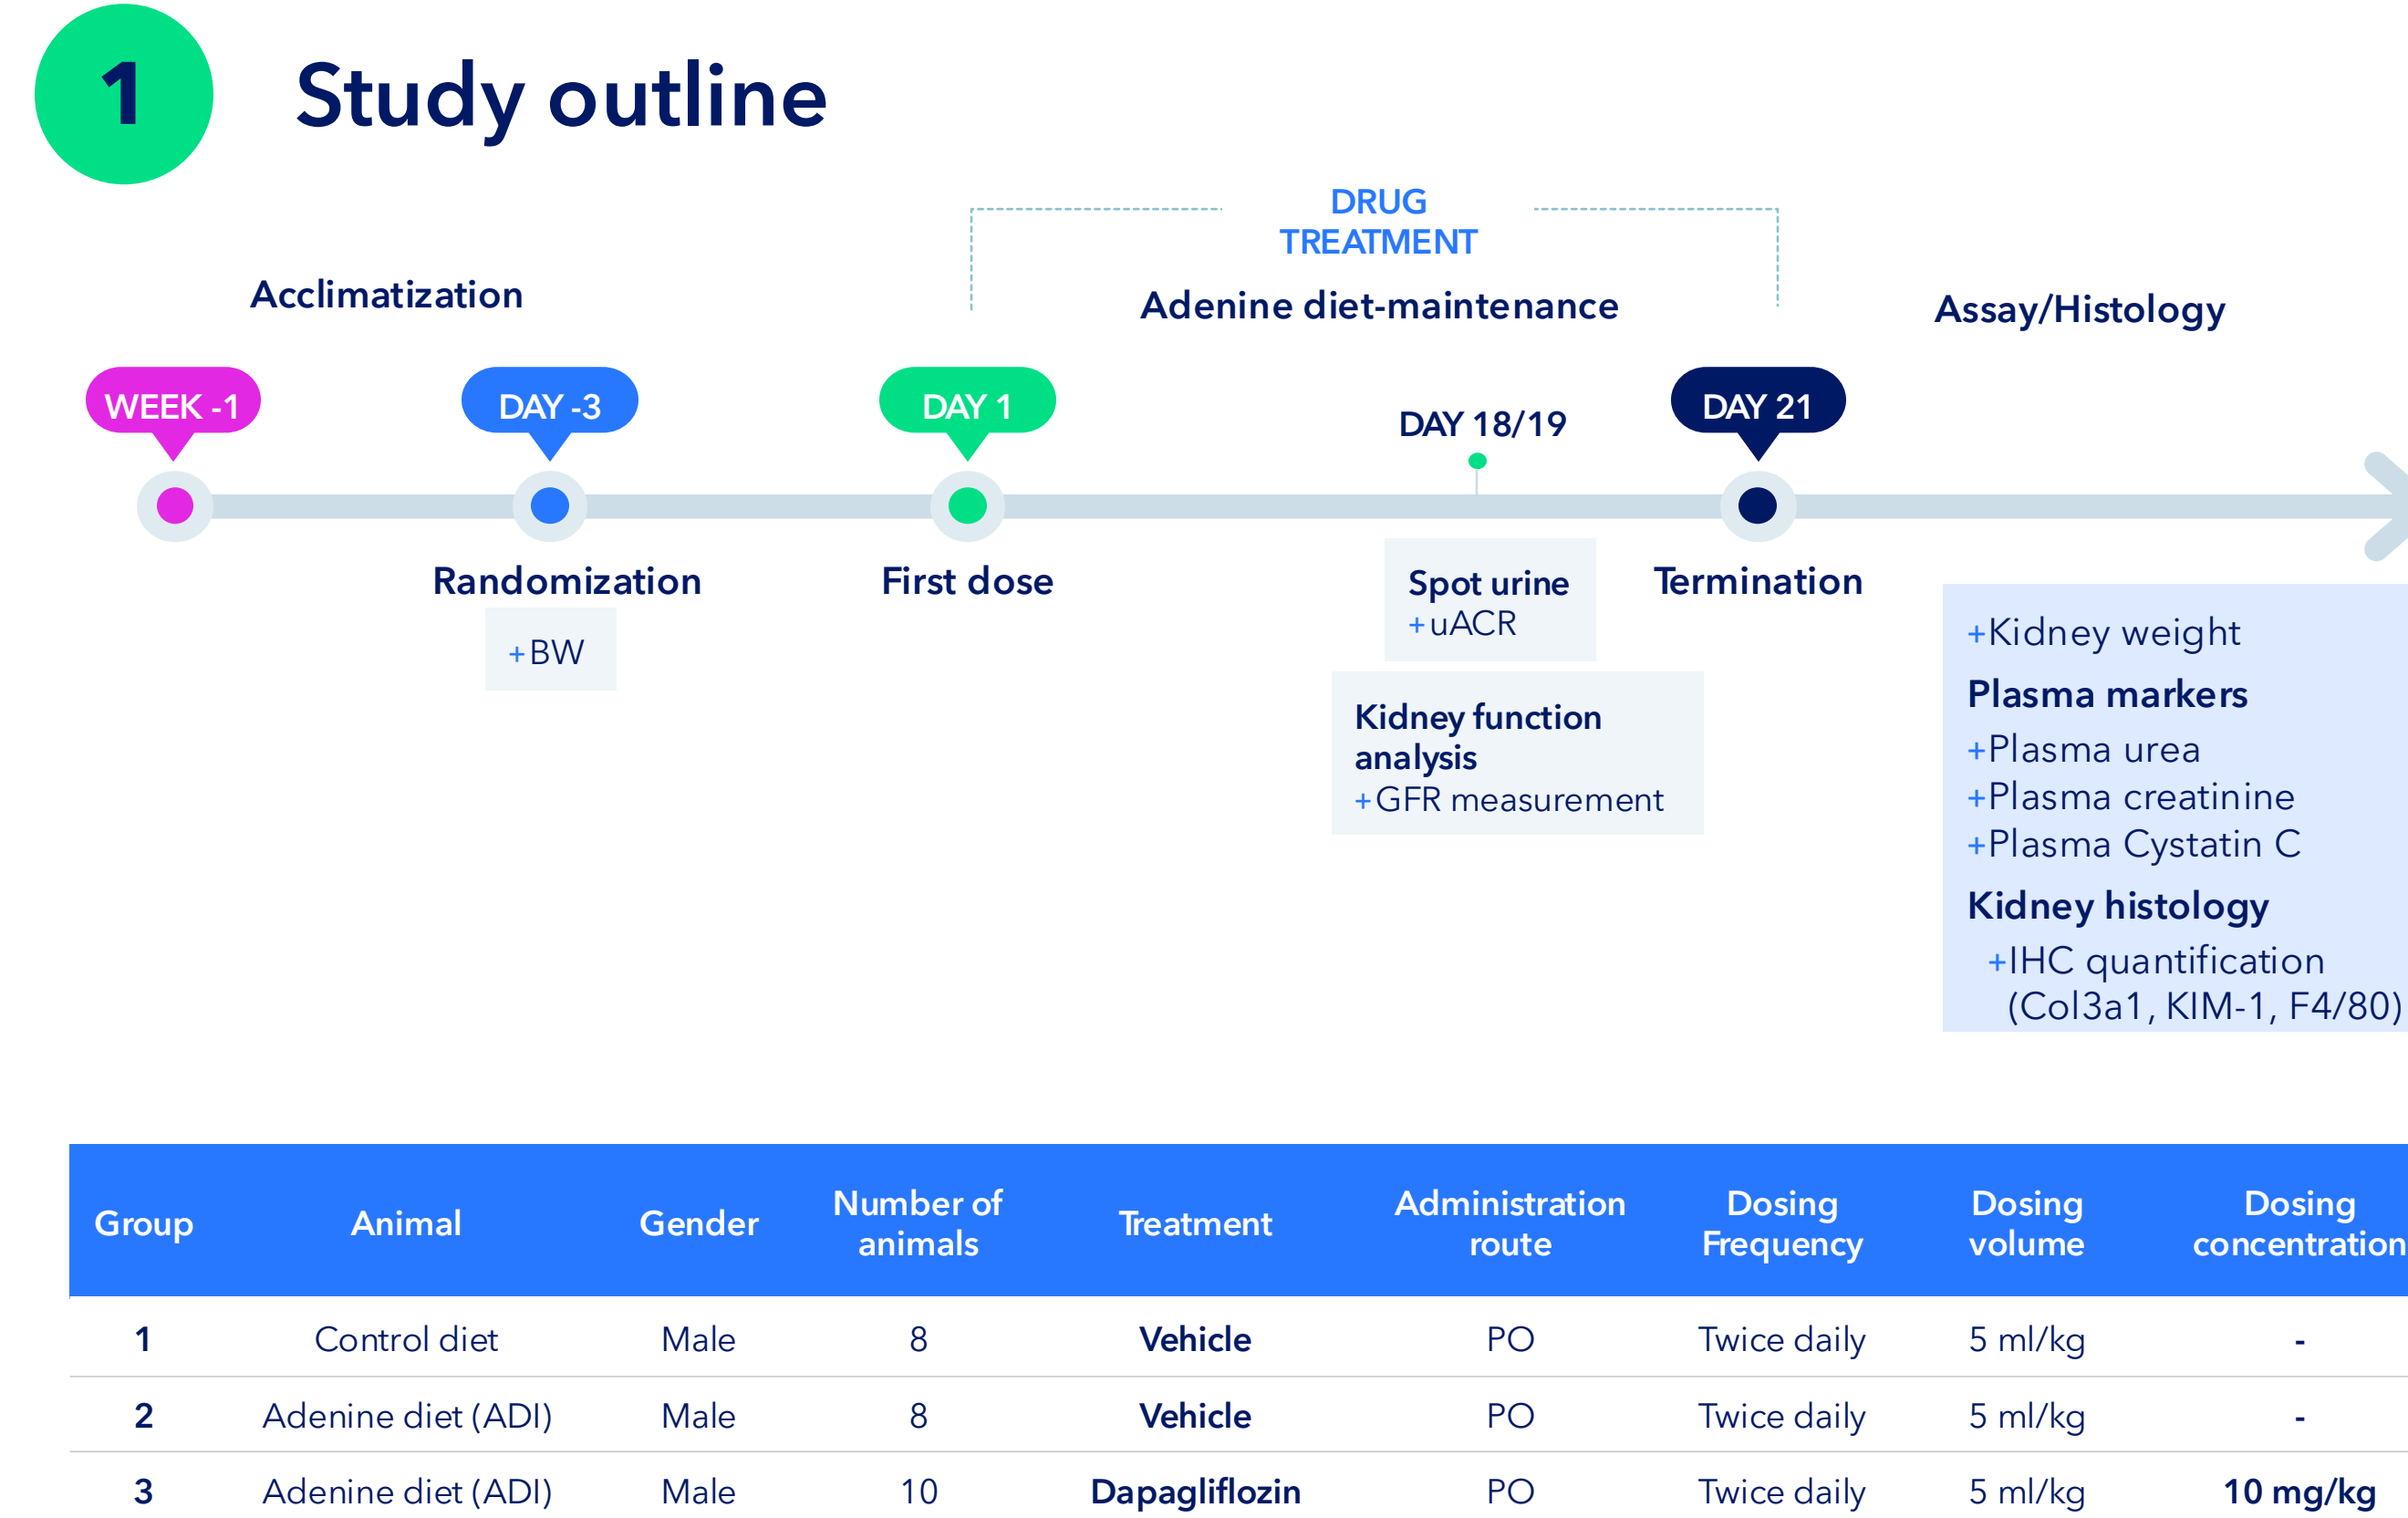 1
Study outline
DRUG
TREATMENT
Acclimatization
Adenine diet-maintenance
Assay/Histology
WEEK -1
DAY -3
DAY 1
DAY 18/19
DAY 21
Randomization
+BW
First dose
Spot urine
+uACR
Kidney function
analysis
+GFR measurement
Termination
+Kidney weight
Plasma markers
+Plasma urea
+Plasma creatinine
+Plasma Cystatin C
Kidney histology
+IHC quantification
(Col3a1, KIM-1, F4/80)
Group Animal Gender Number of animals Treatment Administration route Dosing Frequency Dosing volume Dosing concentration
1 Control diet Male 8 Vehicle PO Twice daily 5 ml/kg -
2 Adenine diet (ADI) Male 8 Vehicle PO Twice daily 5 ml/kg -
3 Adenine diet (ADI) Male 10 Dapagliflozin PO Twice daily 5 ml/kg 10 mg/kg